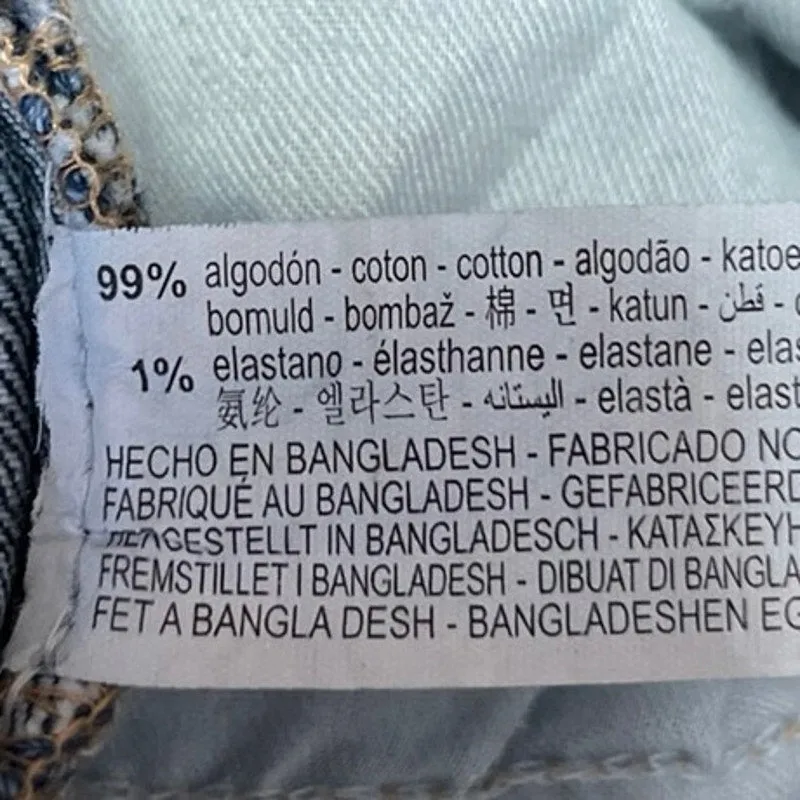 99% algodón - coton - cotton - algodão - katoe
bomuld - bombaž - 棉 - 면 - katun - قطن -
1% elastano - élasthanne - elastane - elas
氨纶 - 엘라스탄 - اليستانه - elastà - elast
HECHO EN BANGLADESH - FABRICADO NO
FABRIQUÉ AU BANGLADESH - GEFABRICEERD
IN BANGLADESCH - ΚΑΤΑΣΚΕΥΗ
FREMSTILLET I BANGLADESH - DIBUAT DI BANGLA
FET A BANGLA DESH - BANGLADESHEN EG